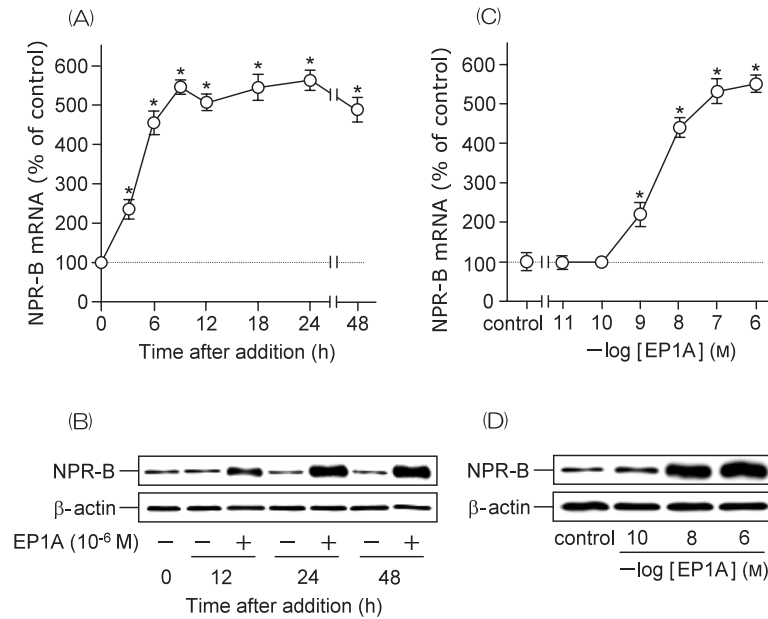 (A)
NPR-B mRNA (% of control)
600
500
400
300
200
100
0
* * * * * * *
0 6 12 18 24 48
Time after addition (h)
(C)
NPR-B mRNA (% of control)
600
500
400
300
200
100
0
* * * *
control 11 10 9 8 7 6
−log [EP1A] (M)
(B)
NPR-B
β-actin
EP1A (10⁻⁶ M) − − + − + − +
0 12 24 48
Time after addition (h)
(D)
NPR-B
β-actin
control 10 8 6
−log [EP1A] (M)